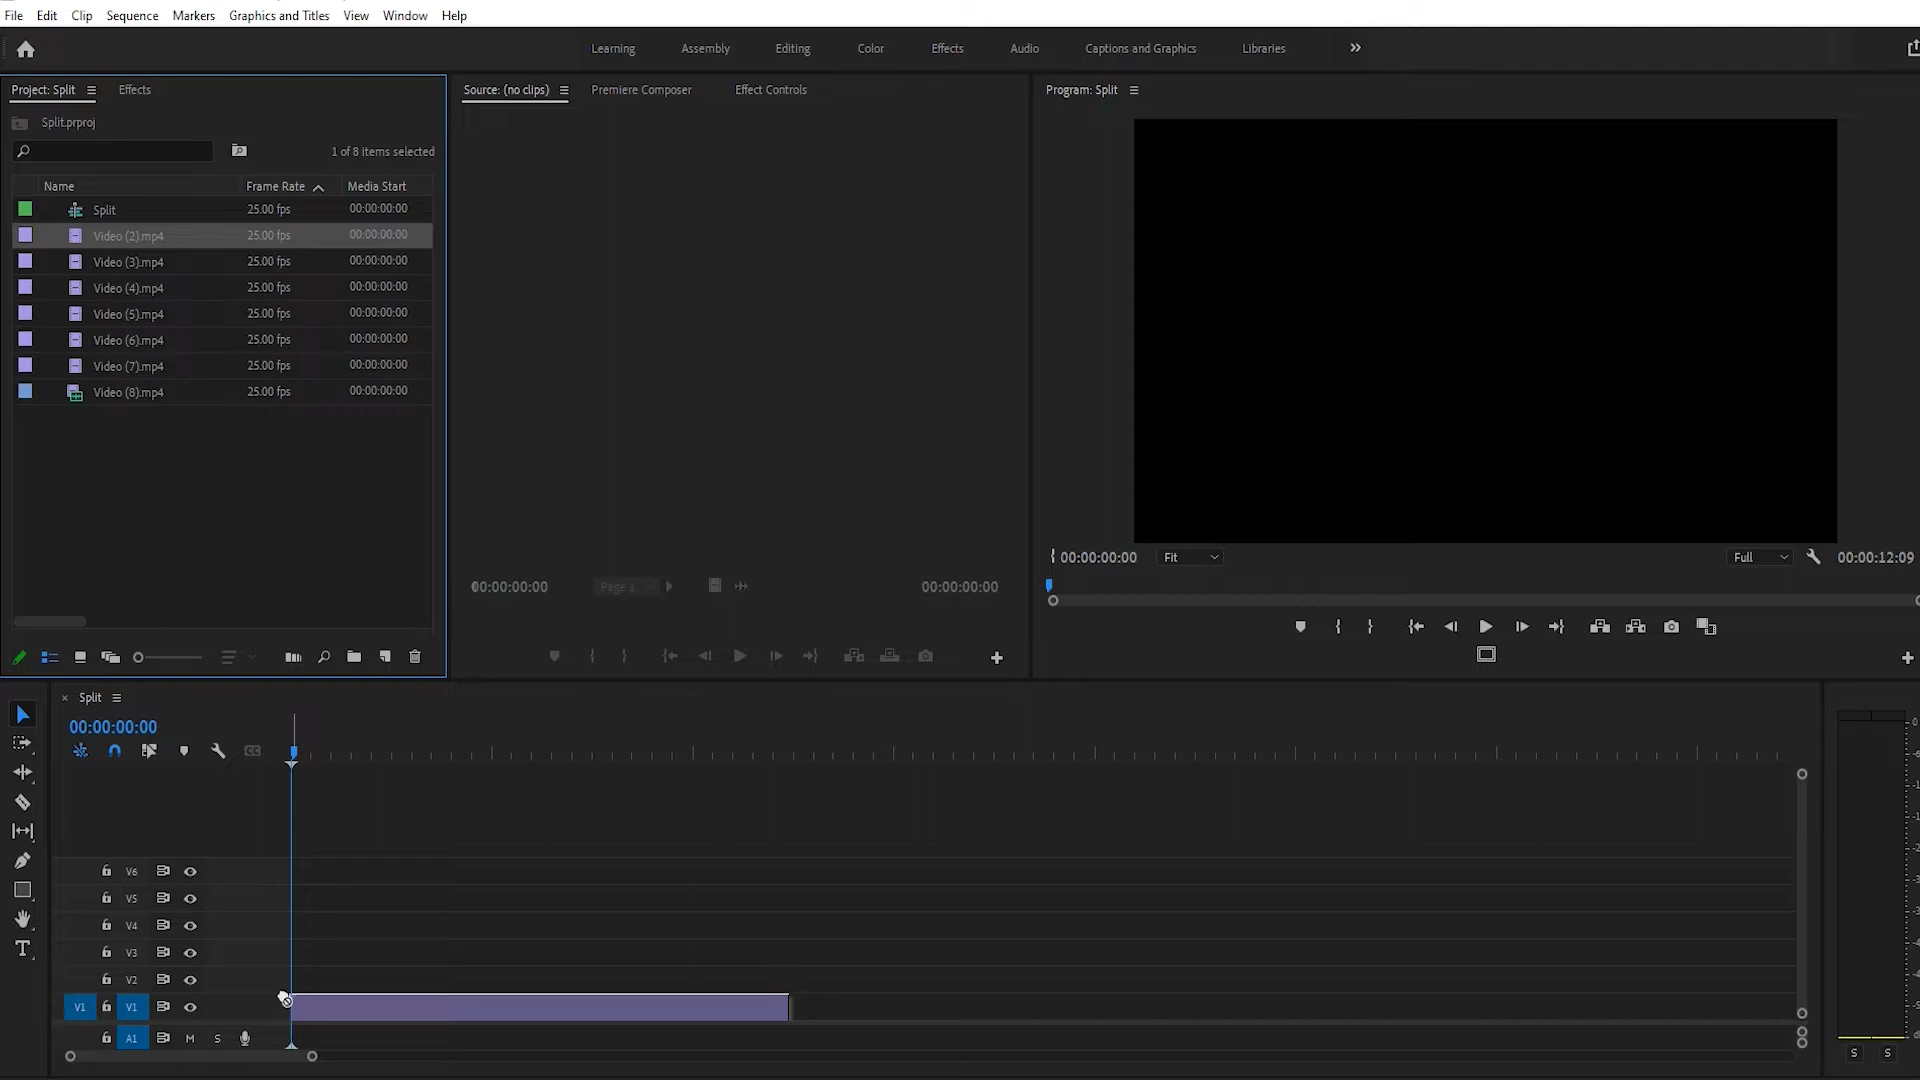 File Edit Clip Sequence Markers Graphics and Titles View Window Help
Learning Assembly Editing Color Effects Audio Captions and Graphics Libraries
Project: Split Effects
Source: (no clips) Premiere Composer Effect Controls
Program: Split
Split.prproj
1 of 8 items selected
Name Frame Rate Media Start
Split 25.00 fps 00:00:00:00
Video (2).mp4 25.00 fps 00:00:00:00
Video (3).mp4 25.00 fps 00:00:00:00
Video (4).mp4 25.00 fps 00:00:00:00
Video (5).mp4 25.00 fps 00:00:00:00
Video (6).mp4 25.00 fps 00:00:00:00
Video (7).mp4 25.00 fps 00:00:00:00
Video (8).mp4 25.00 fps 00:00:00:00
00:00:00:00 Fit Full 00:00:12:09
00:00:00:00 00:00:00:00
Split
00:00:00:00
CC
V6
V5
V4
V3
V2
V1 V1
A1 M S
0
S S
T